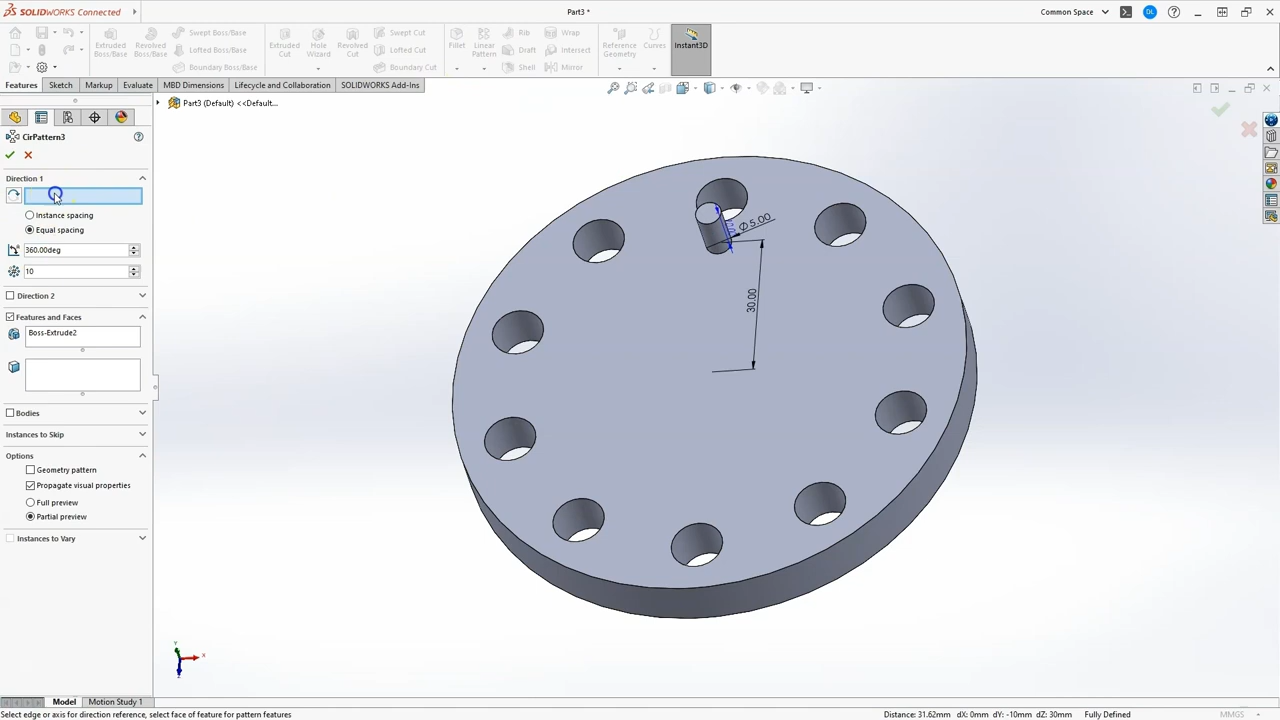 SOLIDWORKS Connected
Part3 *
Common Space
DL
Extruded Boss/Base
Revolved Boss/Base
Swept Boss/Base
Lofted Boss/Base
Boundary Boss/Base
Extruded Cut
Hole Wizard
Revolved Cut
Swept Cut
Lofted Cut
Boundary Cut
Fillet
Linear Pattern
Rib
Draft
Shell
Wrap
Intersect
Mirror
Reference Geometry
Curves
Instant3D
Features
Sketch
Markup
Evaluate
MBD Dimensions
Lifecycle and Collaboration
SOLIDWORKS Add-Ins
Part3 (Default) <<Default...
CirPattern3
Direction 1
Instance spacing
Equal spacing
360.00deg
10
Direction 2
Features and Faces
Boss-Extrude2
Bodies
Instances to Skip
Options
Geometry pattern
Propagate visual properties
Full preview
Partial preview
Instances to Vary
Ø5.00
30.00
Y
X
Z
Model
Motion Study 1
Select edge or axis for direction reference, select face of feature for pattern features
Distance: 31.62mm dX: 0mm dY: -10mm dZ: 30mm
Fully Defined
MMGS